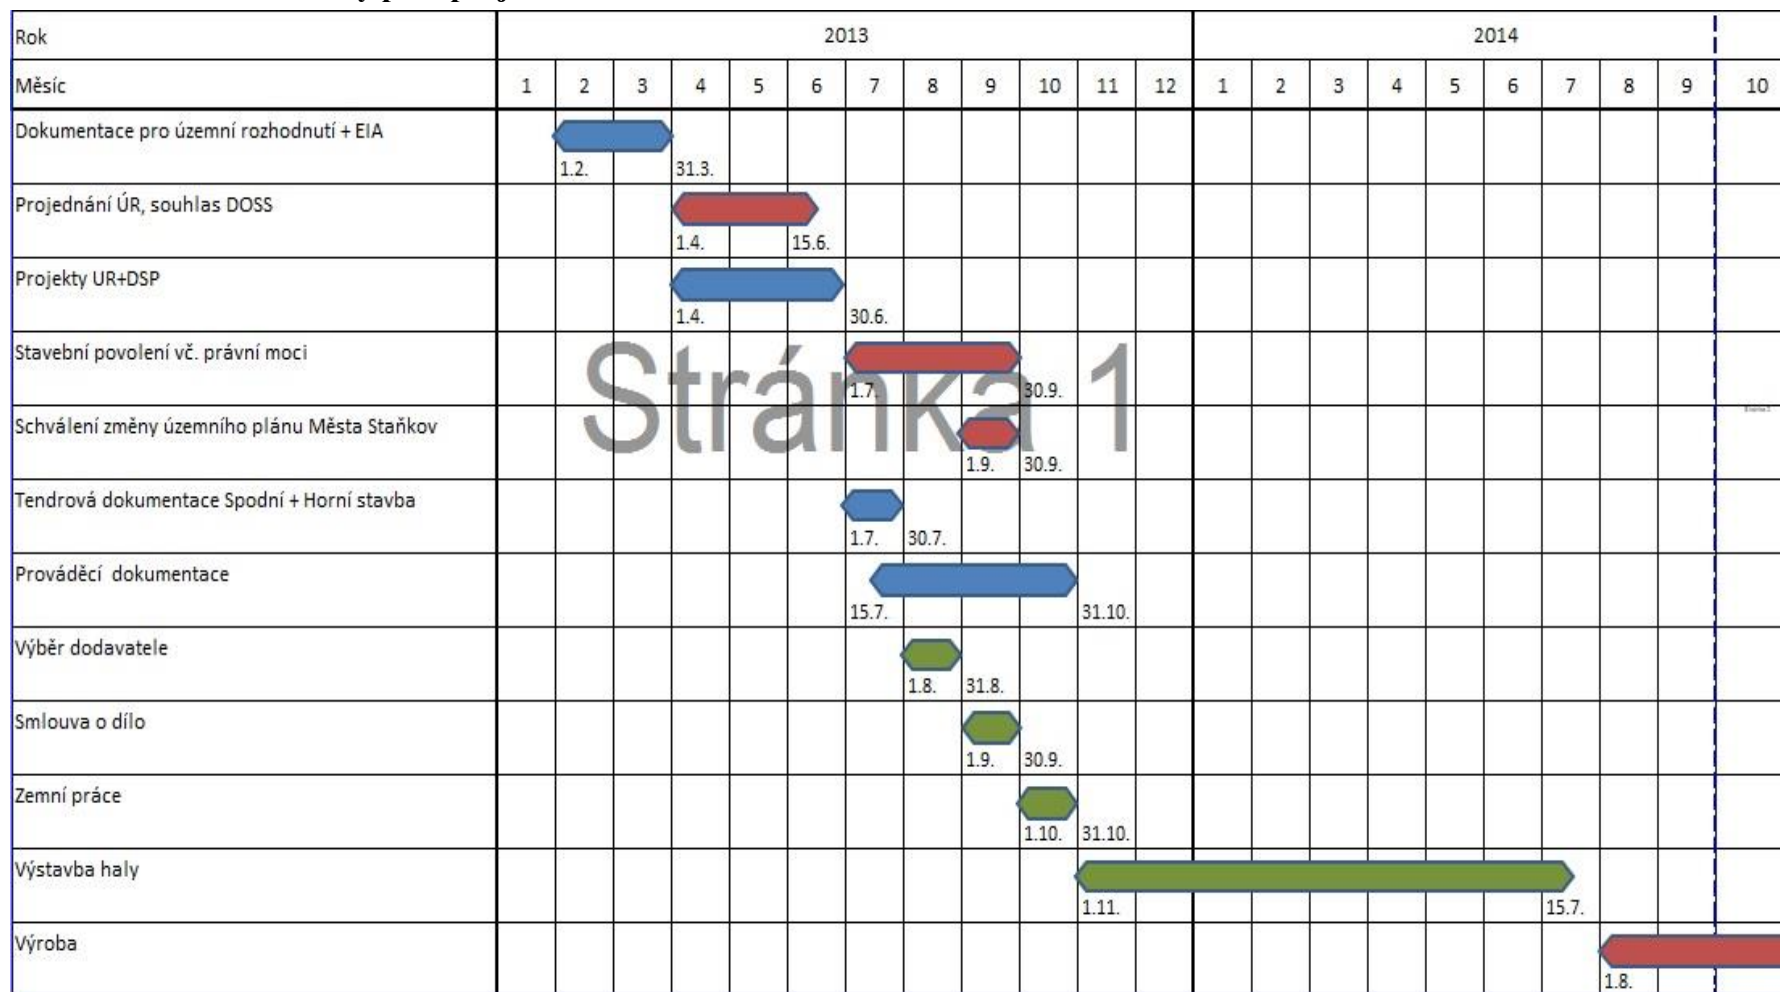 Rok 2013 2014
Měsíc 1 2 3 4 5 6 7 8 9 10 11 12 1 2 3 4 5 6 7 8 9 10
Dokumentace pro územní rozhodnutí + EIA
1.2. 31.3.
Projednání ÚR, souhlas DOSS
1.4. 15.6.
Projekty UR+DSP
1.4. 30.6.
Stavební povolení vč. právní moci
1.7. 30.9.
Stránka 1
Schválení změny územního plánu Města Staňkov
1.9. 30.9.
Tendrová dokumentace Spodní + Horní stavba
1.7. 30.7.
Prováděcí dokumentace
15.7. 31.10.
Výběr dodavatele
1.8. 31.8.
Smlouva o dílo
1.9. 30.9.
Zemní práce
1.10. 31.10.
Výstavba haly
1.11. 15.7.
Výroba
1.8.